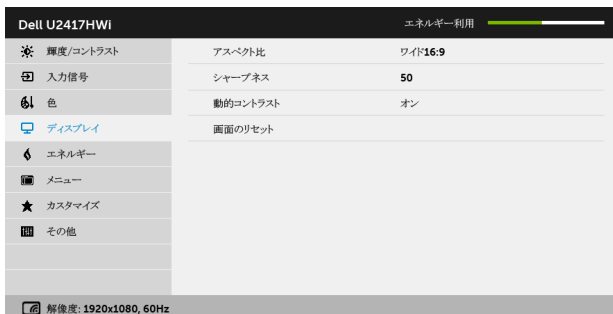 Dell U2417HWi エネルギー利用
輝度/コントラスト アスペクト比 ワイド16:9
入力信号 シャープネス 50
色 動的コントラスト オン
ディスプレイ 画面のリセット
エネルギー
メニュー
カスタマイズ
その他
解像度: 1920x1080, 60Hz